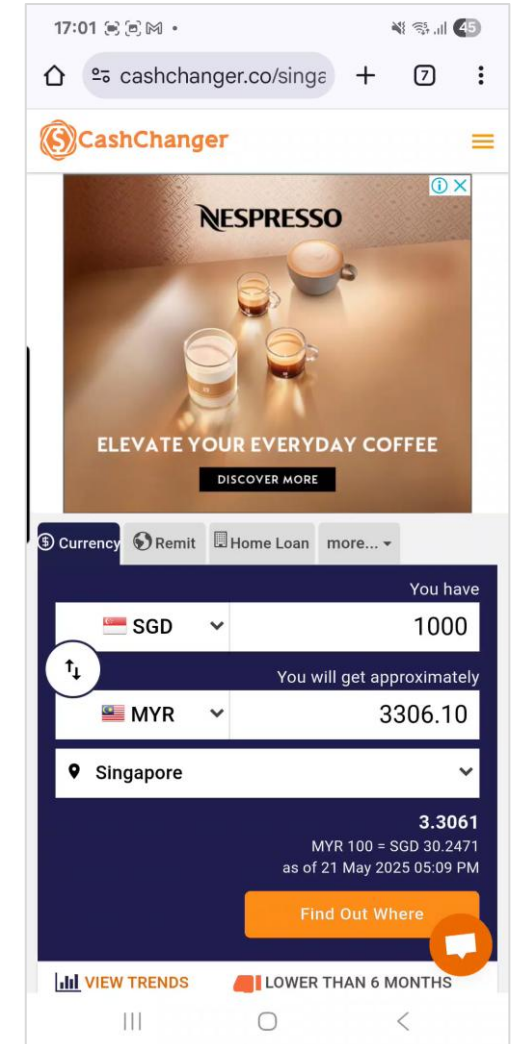 17:01
45
cashchanger.co/singa
7
CashChanger
NESPRESSO
ELEVATE YOUR EVERYDAY COFFEE
DISCOVER MORE
Currency Remit Home Loan more...
You have
SGD 1000
You will get approximately
MYR 3306.10
Singapore
3.3061
MYR 100 = SGD 30.2471
as of 21 May 2025 05:09 PM
Find Out Where
VIEW TRENDS LOWER THAN 6 MONTHS